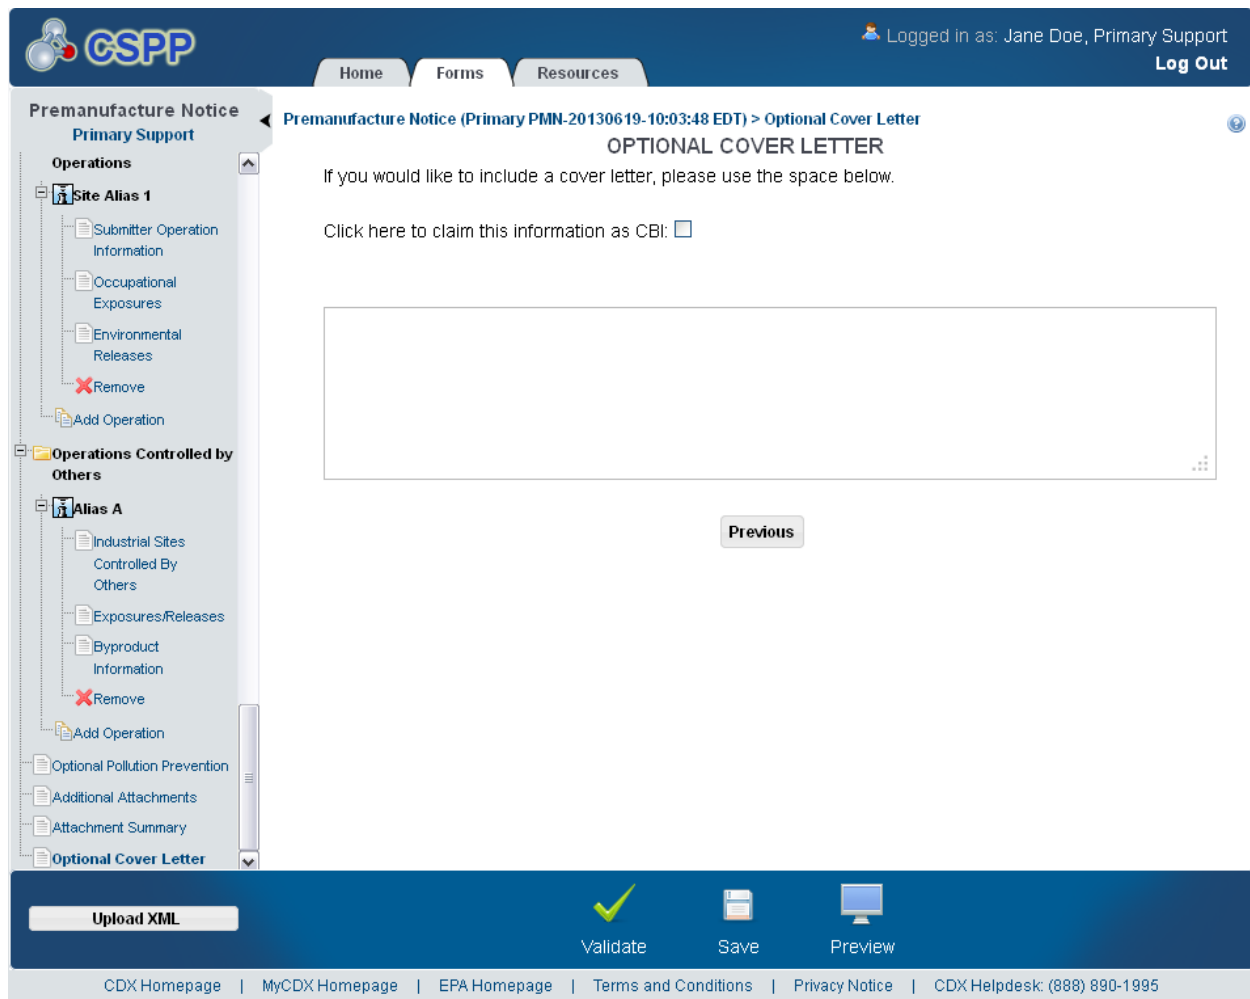 CSPP
Logged in as: Jane Doe, Primary Support
Log Out
Home
Forms
Resources
Premanufacture Notice
Primary Support
Operations
Site Alias 1
Submitter Operation
Information
Occupational
Exposures
Environmental
Releases
Remove
Add Operation
Operations Controlled by
Others
Alias A
Industrial Sites
Controlled By
Others
Exposures/Releases
Byproduct
Information
Remove
Add Operation
Optional Pollution Prevention
Additional Attachments
Attachment Summary
Optional Cover Letter
Premanufacture Notice (Primary PMN-20130619-10:03:48 EDT) > Optional Cover Letter
OPTIONAL COVER LETTER
If you would like to include a cover letter, please use the space below.
Click here to claim this information as CBI:
Previous
Upload XML
Validate
Save
Preview
CDX Homepage | MyCDX Homepage | EPA Homepage | Terms and Conditions | Privacy Notice | CDX Helpdesk: (888) 890-1995